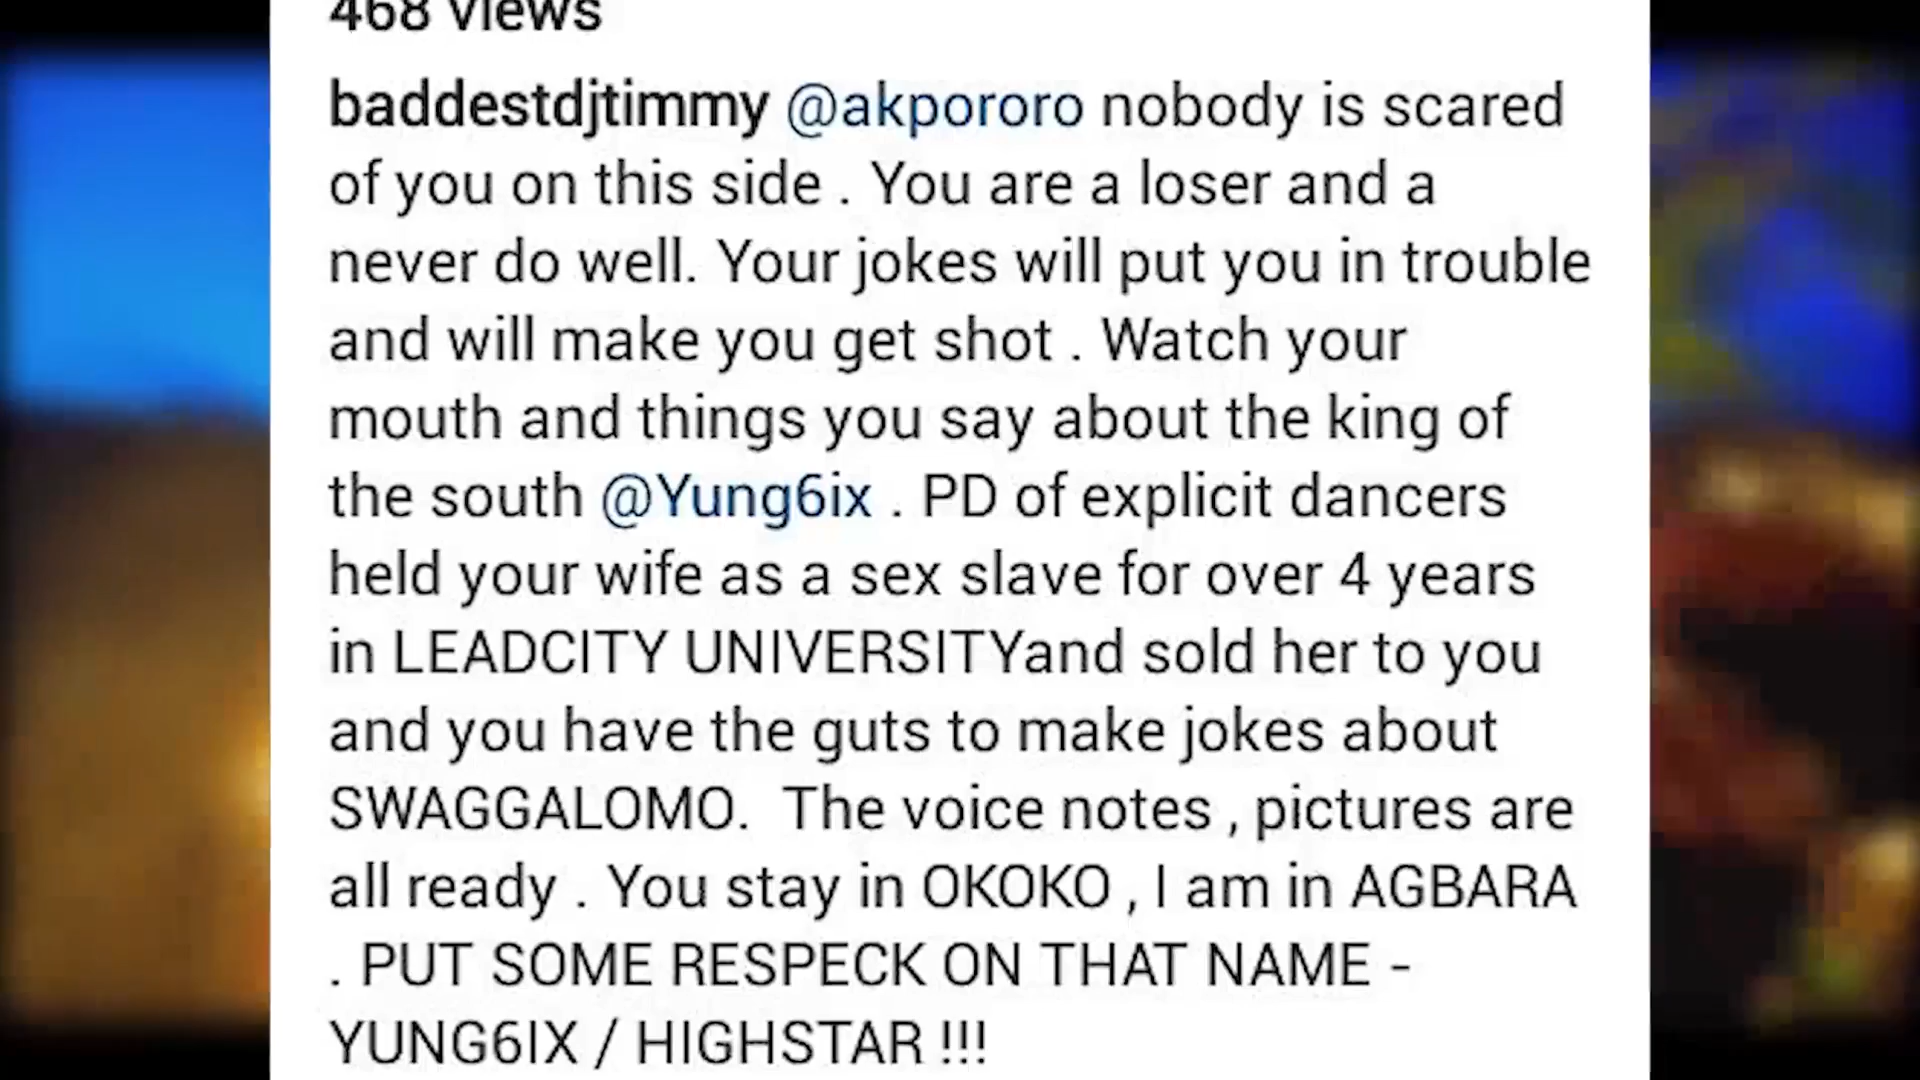 468 views
baddestdjtimmy @akpororo nobody is scared
of you on this side . You are a loser and a
never do well. Your jokes will put you in trouble
and will make you get shot . Watch your
mouth and things you say about the king of
the south @Yung6ix . PD of explicit dancers
held your wife as a sex slave for over 4 years
in LEADCITY UNIVERSITYand sold her to you
and you have the guts to make jokes about
SWAGGALOMO. The voice notes , pictures are
all ready . You stay in OKOKO , I am in AGBARA
. PUT SOME RESPECK ON THAT NAME -
YUNG6IX / HIGHSTAR !!!